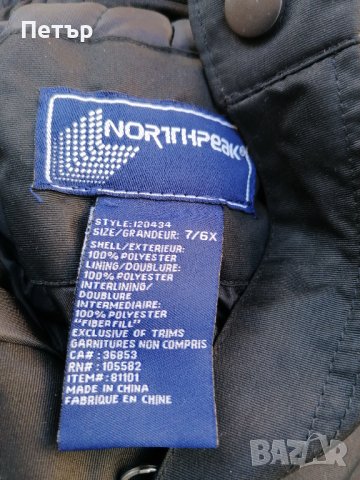 Петър
NORTHPeaK®
STYLE:120434
SIZE/GRANDEUR: 7/6X
SHELL/EXTERIEUR:
100% POLYESTER
LINING/DOUBLURE:
100% POLYESTER
INTERLINING/
DOUBLURE
INTERMEDIAIRE:
100% POLYESTER
"FIBERFILL"
EXCLUSIVE OF TRIMS
GARNITURES NON COMPRIS
CA#: 36853
RN#: 105582
ITEM#: 81101
MADE IN CHINA
FABRIQUE EN CHINE
BAZAR